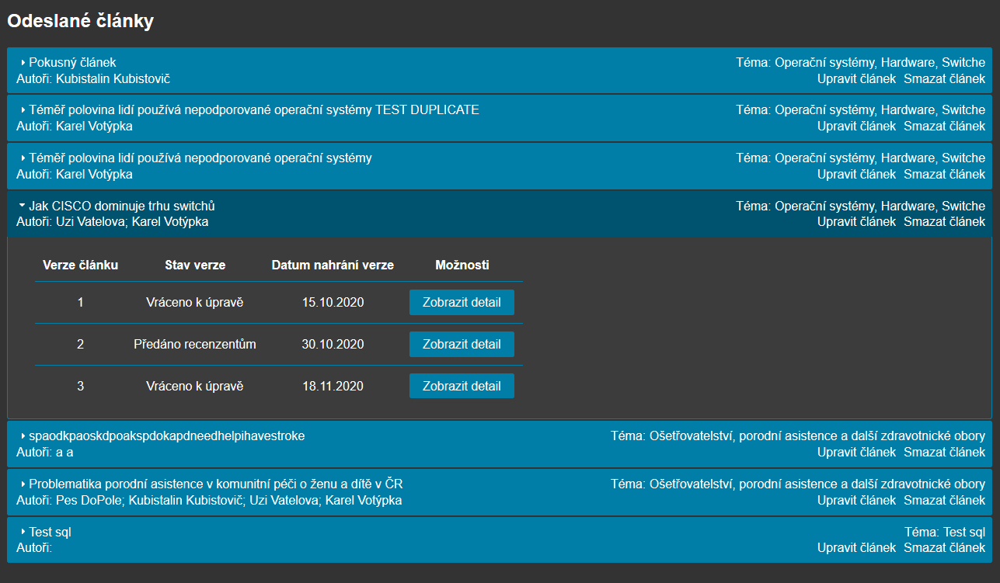 Odeslané články
Pokusný článek Téma: Operační systémy, Hardware, Switche
Autoři: Kubistalin Kubistovič Upravit článek Smazat článek
Téměř polovina lidí používá nepodporované operační systémy TEST DUPLICATE Téma: Operační systémy, Hardware, Switche
Autoři: Karel Votýpka Upravit článek Smazat článek
Téměř polovina lidí používá nepodporované operační systémy Téma: Operační systémy, Hardware, Switche
Autoři: Karel Votýpka Upravit článek Smazat článek
Jak CISCO dominuje trhu switchů Téma: Operační systémy, Hardware, Switche
Autoři: Uzi Vatelova; Karel Votýpka Upravit článek Smazat článek
Verze článku Stav verze Datum nahrání verze Možnosti
1 Vráceno k úpravě 15.10.2020 Zobrazit detail
2 Předáno recenzentům 30.10.2020 Zobrazit detail
3 Vráceno k úpravě 18.11.2020 Zobrazit detail
spaodkpaoskdpoakspdokapdneedhelpihavestroke Téma: Ošetřovatelství, porodní asistence a další zdravotnické obory
Autoři: a a Upravit článek Smazat článek
Problematika porodní asistence v komunitní péči o ženu a dítě v ČR Téma: Ošetřovatelství, porodní asistence a další zdravotnické obory
Autoři: Pes DoPole; Kubistalin Kubistovič; Uzi Vatelova; Karel Votýpka Upravit článek Smazat článek
Test sql Téma: Test sql
Autoři: Upravit článek Smazat článek